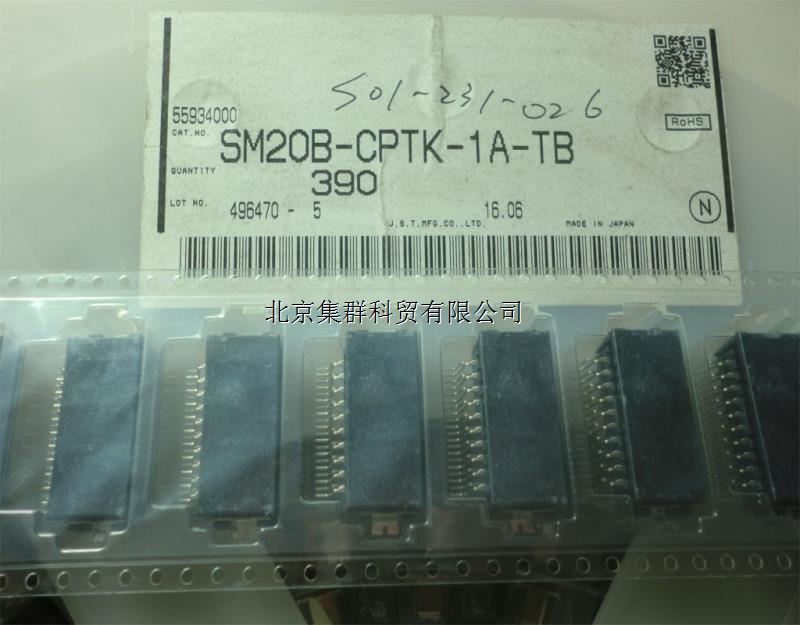 S01-231-026
55934000
RoHS
CAT.NO.
SM20B-CPTK-1A-TB
QUANTITY
390
LOT NO.
496470 - 5
16.06
N
J.S.T.MFG.CO.,LTD.
MADE IN JAPAN
北京集群科贸有限公司